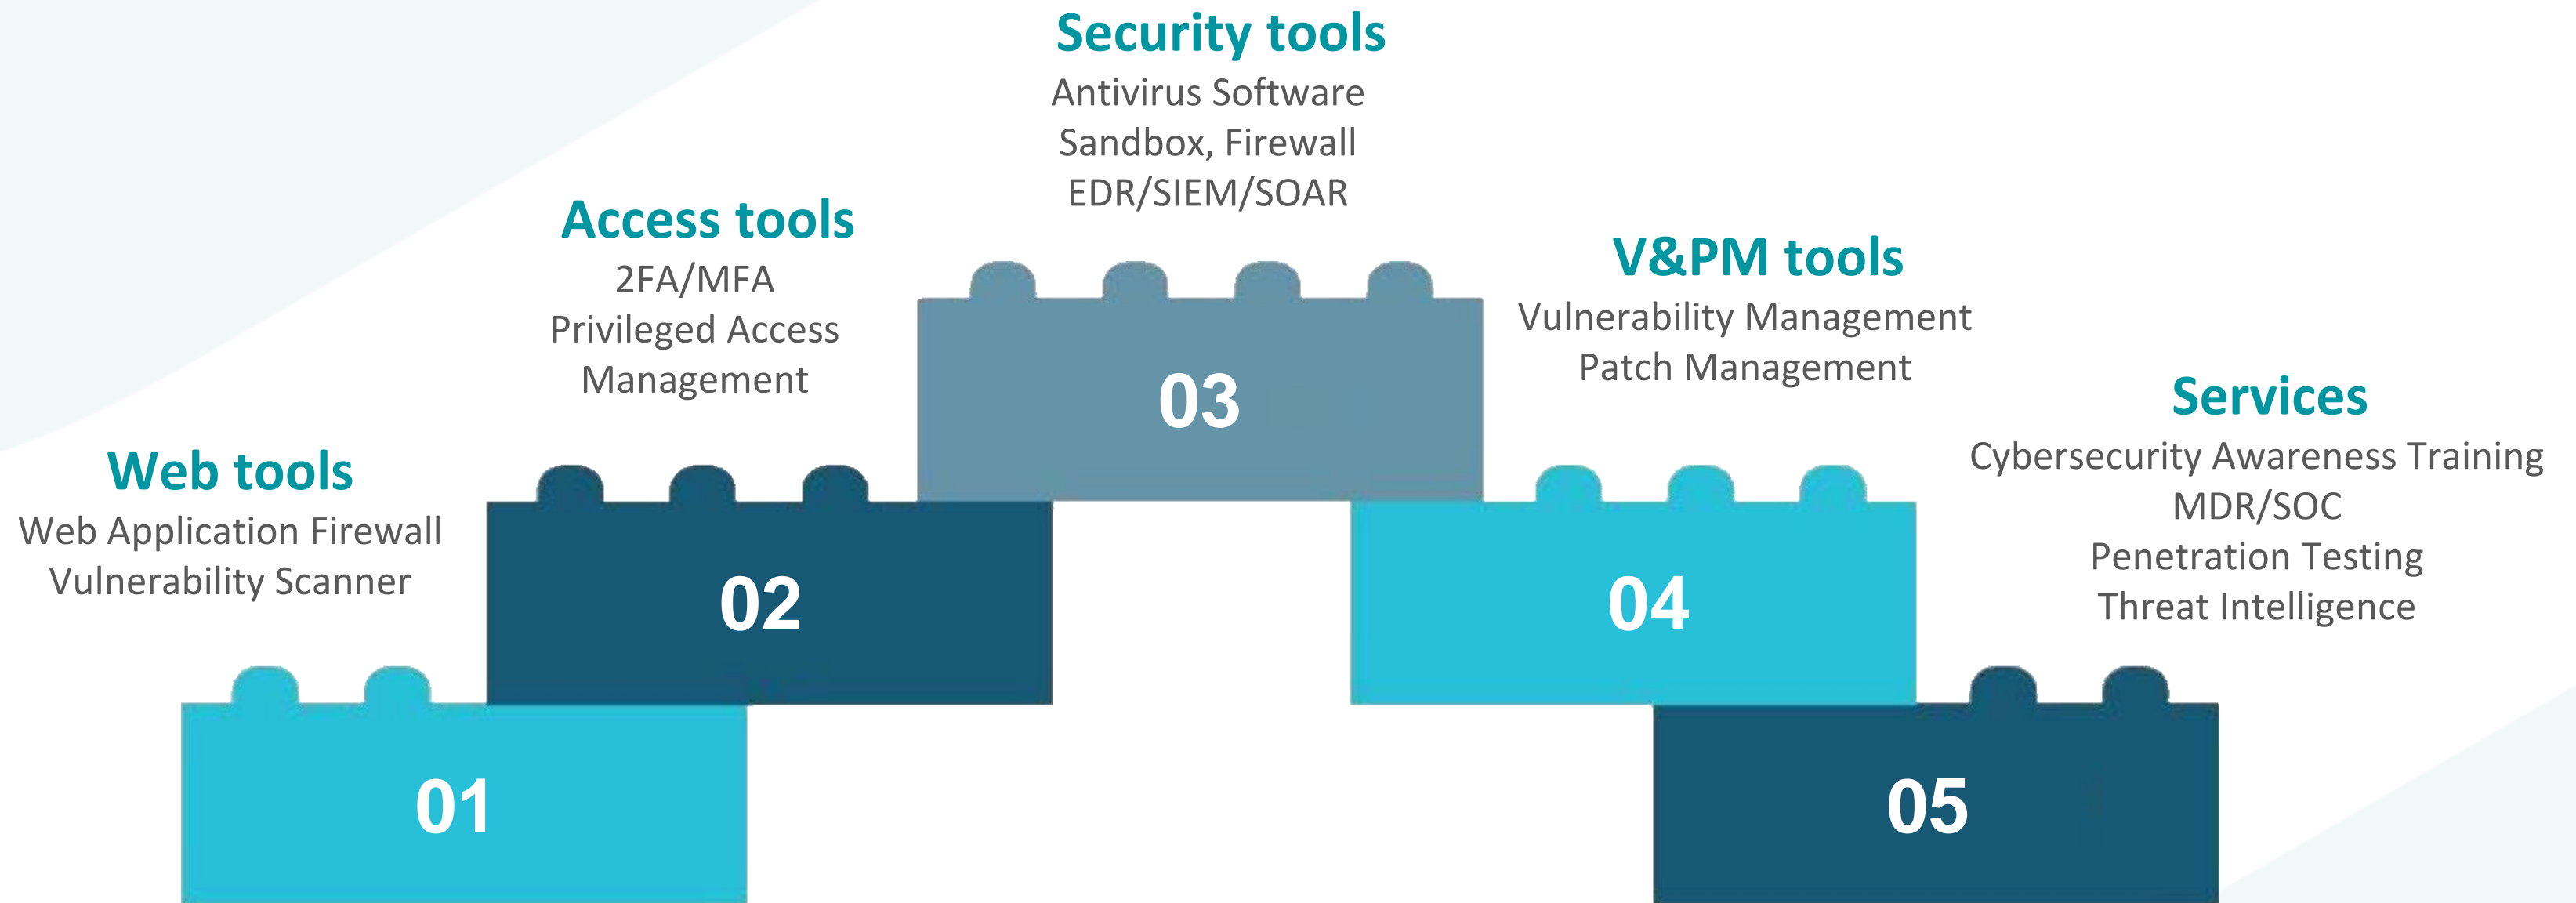 Web tools
Web Application Firewall
Vulnerability Scanner
01
Access tools
2FA/MFA
Privileged Access
Management
02
Security tools
Antivirus Software
Sandbox, Firewall
EDR/SIEM/SOAR
03
V&PM tools
Vulnerability Management
Patch Management
04
Services
Cybersecurity Awareness Training
MDR/SOC
Penetration Testing
Threat Intelligence
05